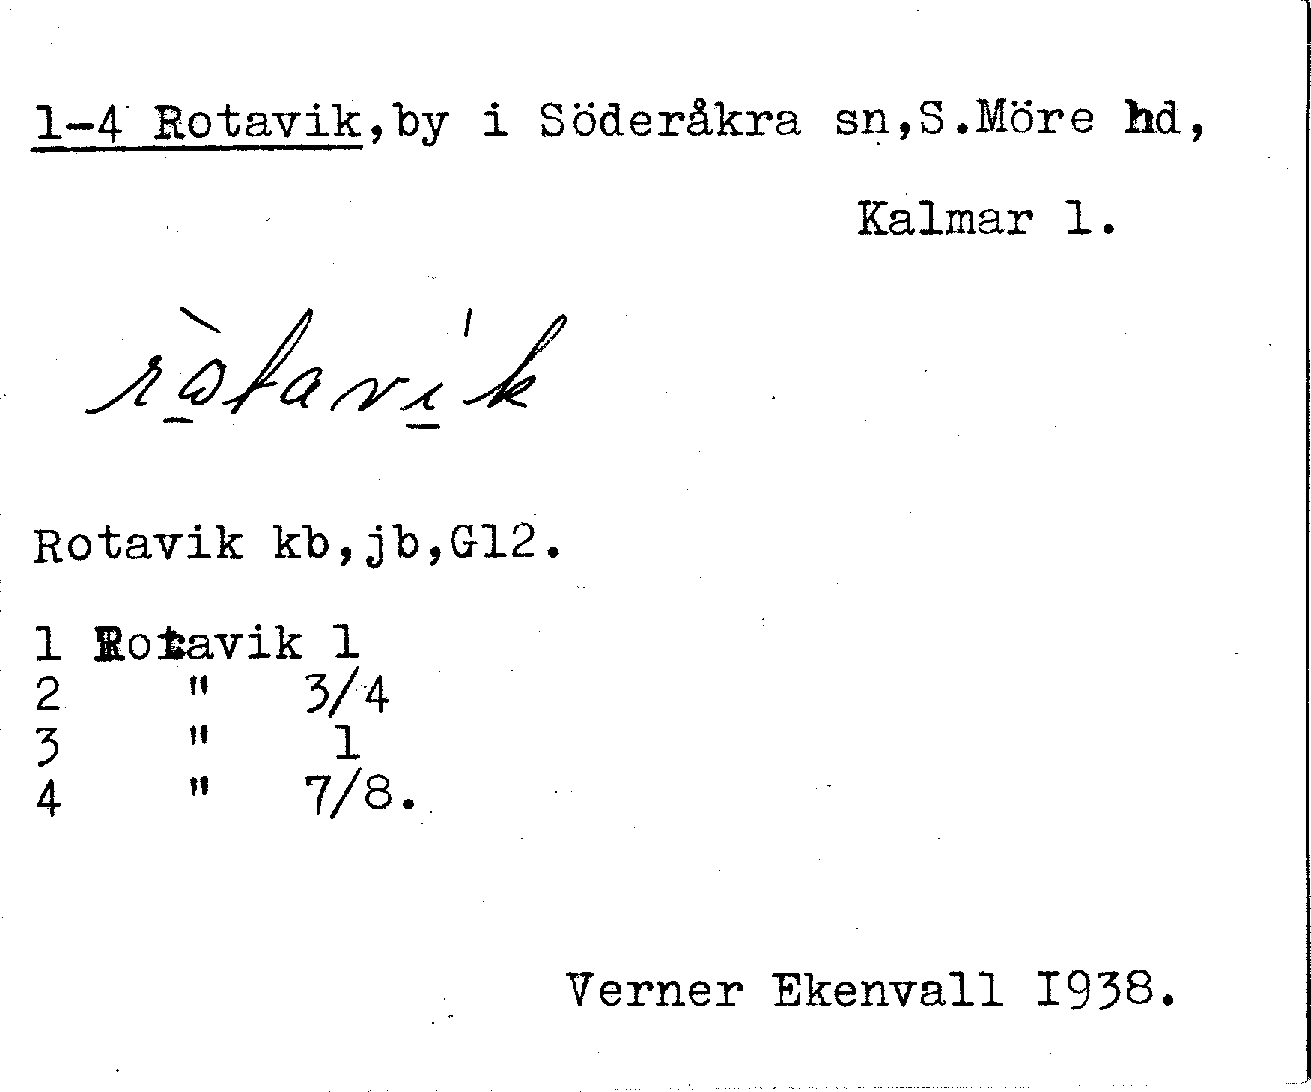 1-4 Rotavik,by i Söderåkra sn,S.Möre hd,
Kalmar l.
ròtavík
Rotavik kb,jb,Gl2.
1 Rotavik 1
2 " 3/4
3 " 1
4 " 7/8.
Verner Ekenvall 1938.